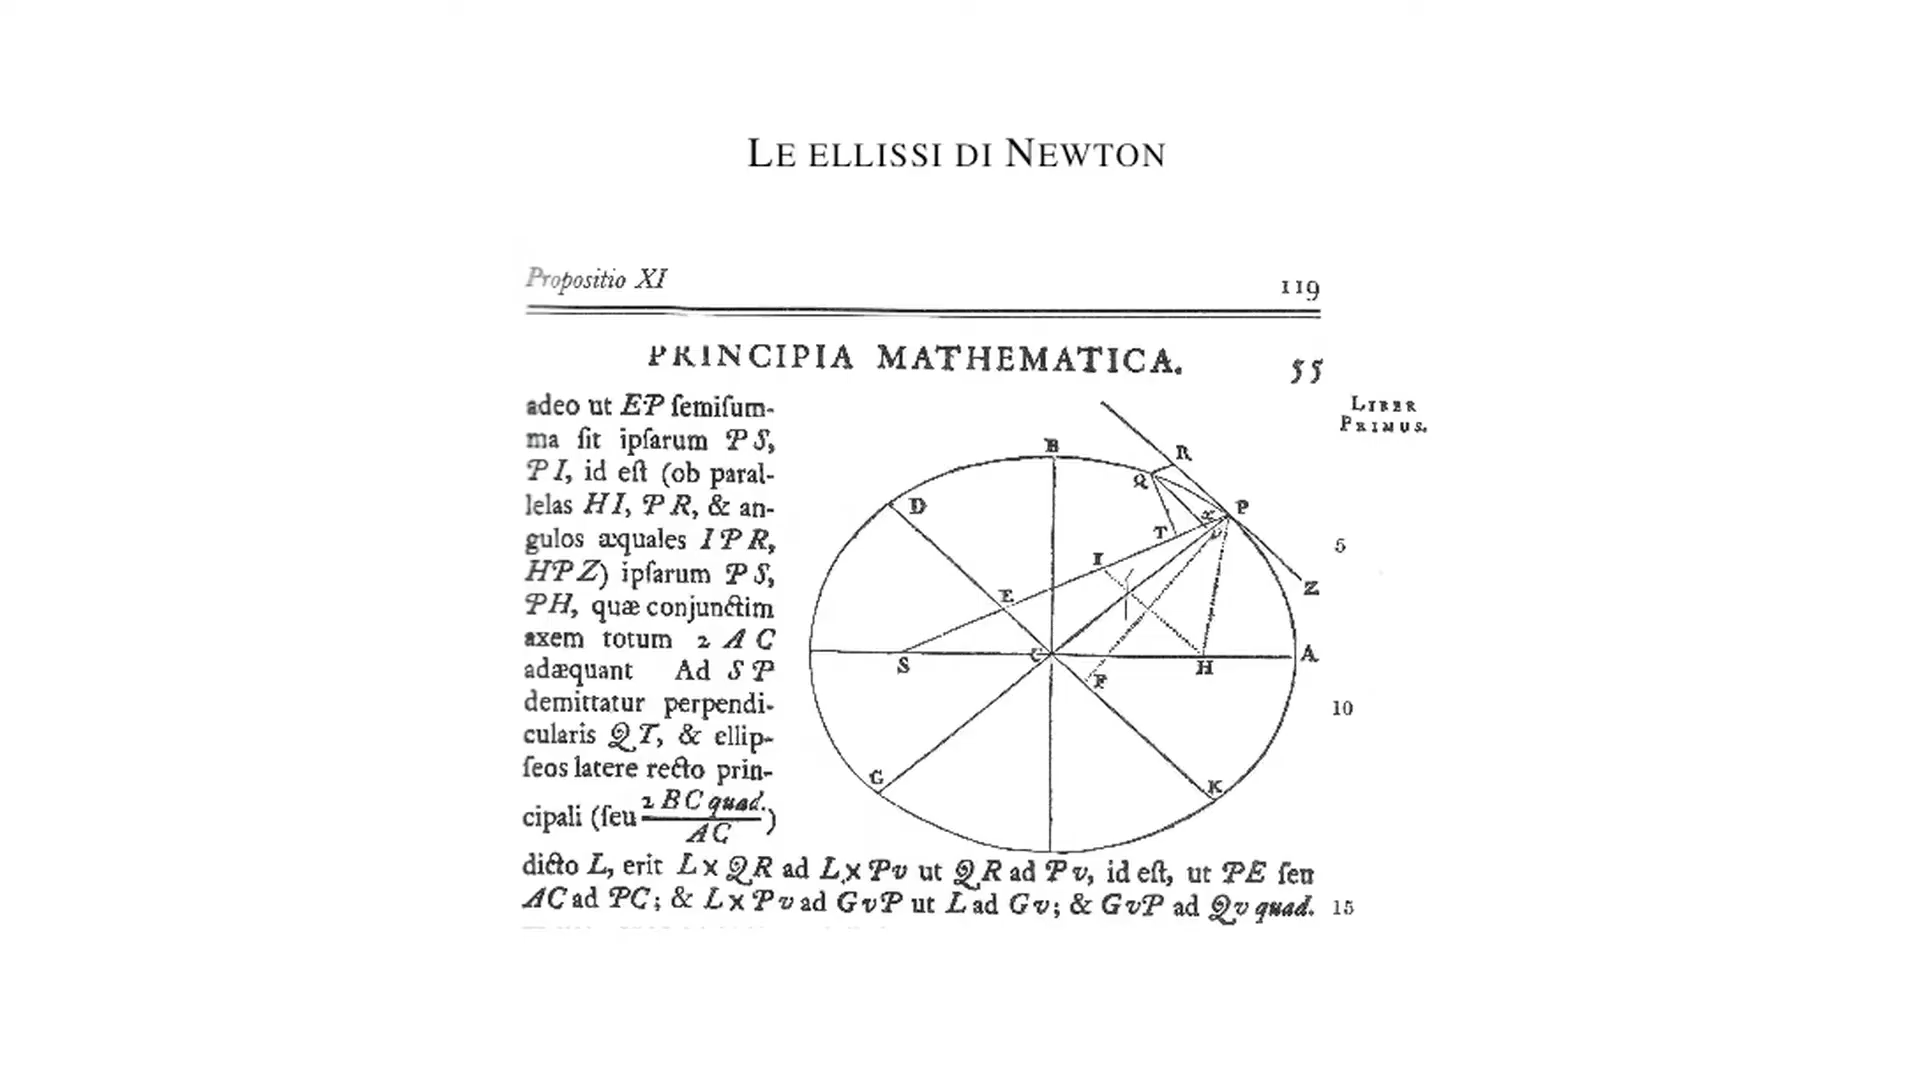 LE ELLISSI DI NEWTON
Propositio XI 119
PRINCIPIA MATHEMATICA. 55
LIBER
PRIMUS.
adeo ut EP ſemiſum-
ma ſit ipſarum PS,
PI, id eſt (ob paral-
lelas HI, PR, & an-
gulos æquales IPR,
HPZ) ipſarum PS,
PH, quæ conjunctim
axem totum 2 AC
adæquant Ad SP
demittatur perpendi-
cularis QT, & ellip-
ſeos latere recto prin-
cipali (ſeu 2 BC quad. / AC)
dicto L, erit L x QR ad L x Pv ut QR ad Pv, id eſt, ut PE ſeu
AC ad PC; & L x Pv ad GvP ut L ad Gv; & GvP ad Qv quad.
5
10
15
B
R
Q
D
P
x
v
T
I
Z
E
S
C
H
A
F
G
K